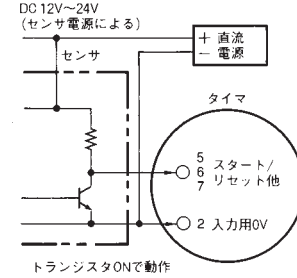 DC 12V～24V
(センサ電源による)
センサ
＋ 直流
－ 電源
タイマ
5
6
7
スタート/
リセット他
2 入力用0V
トランジスタONで動作